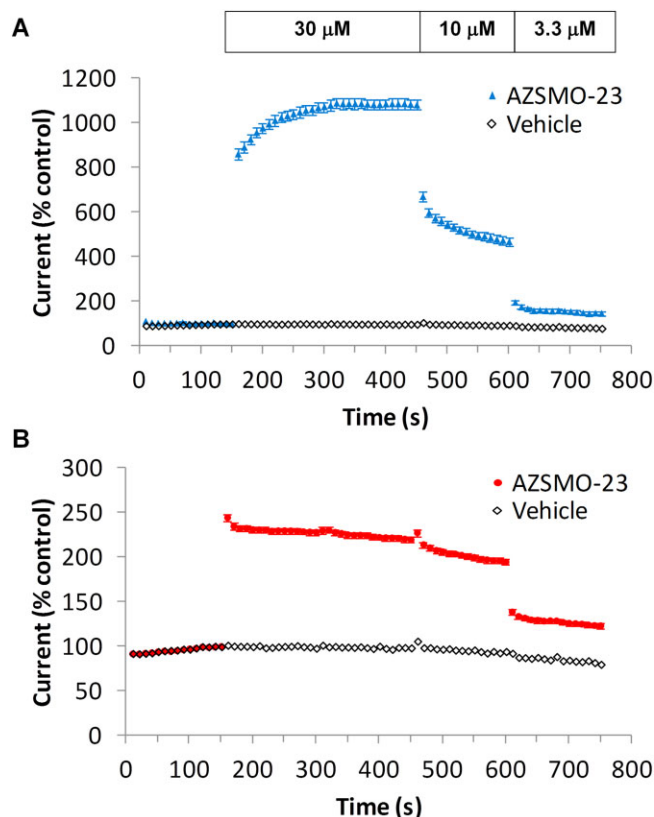 A
30 µM 10 µM 3.3 µM
1200
1000
800
600
400
200
0
Current (% control)
AZSMO-23
Vehicle
0 100 200 300 400 500 600 700 800
Time (s)
B
300
250
200
150
100
50
0
Current (% control)
AZSMO-23
Vehicle
0 100 200 300 400 500 600 700 800
Time (s)